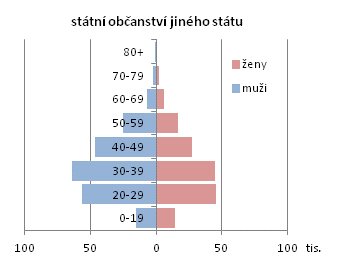 státní občanství jiného státu
80+
70-79
60-69
50-59
40-49
30-39
20-29
0-19
ženy
muži
100 50 0 50 100 tis.